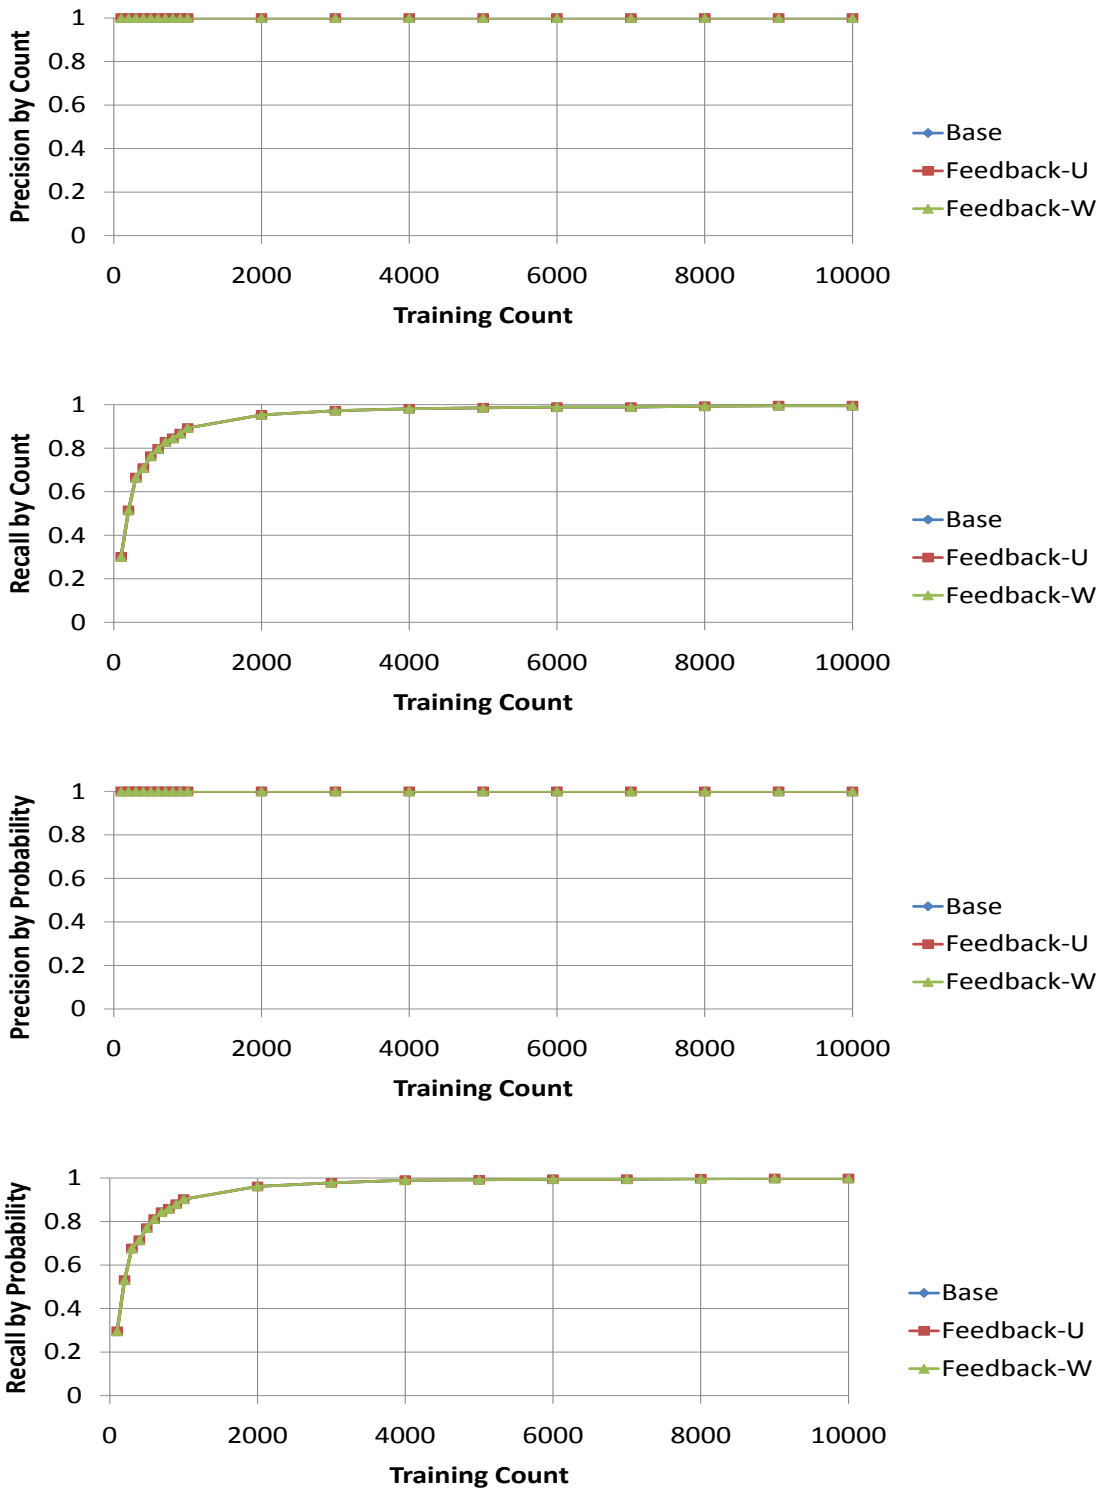 Precision by Count
1
0.8
0.6
0.4
0.2
0
0 2000 4000 6000 8000 10000
Training Count
Base
Feedback-U
Feedback-W
Recall by Count
1
0.8
0.6
0.4
0.2
0
0 2000 4000 6000 8000 10000
Training Count
Base
Feedback-U
Feedback-W
Precision by Probability
1
0.8
0.6
0.4
0.2
0
0 2000 4000 6000 8000 10000
Training Count
Base
Feedback-U
Feedback-W
Recall by Probability
1
0.8
0.6
0.4
0.2
0
0 2000 4000 6000 8000 10000
Training Count
Base
Feedback-U
Feedback-W